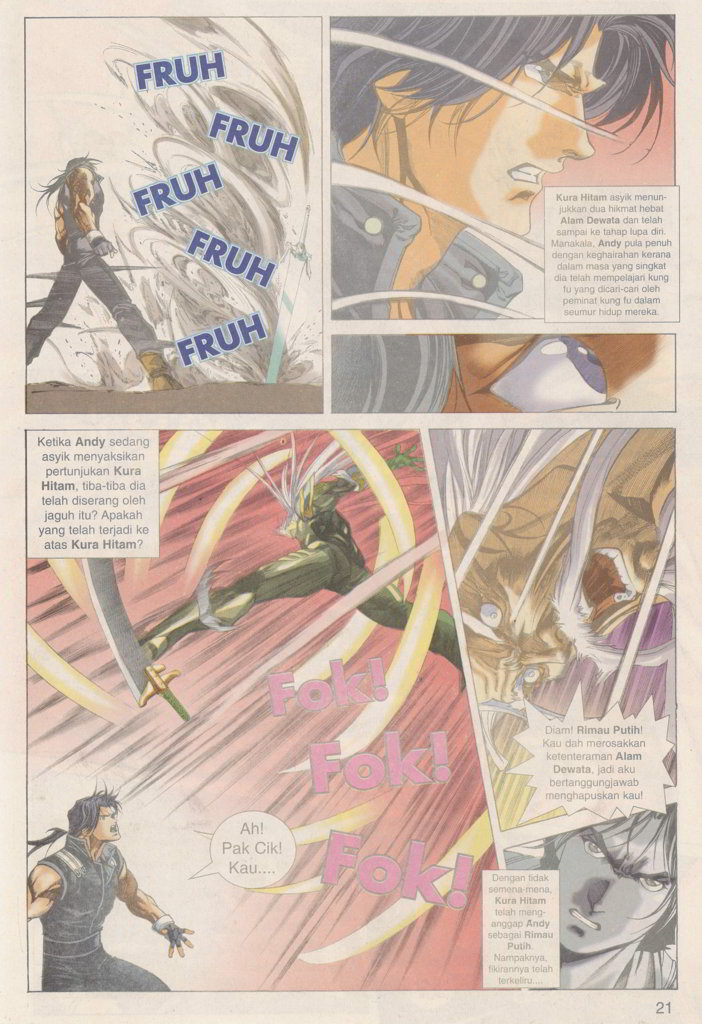 FRUH
FRUH
FRUH
FRUH
FRUH
Kura Hitam asyik menun-
jukkan dua hikmat hebat
Alam Dewata dan telah
sampai ke tahap lupa diri.
Manakala, Andy pula penuh
dengan keghairahan kerana
dalam masa yang singkat
dia telah mempelajari kung
fu yang dicari-cari oleh
peminat kung fu dalam
seumur hidup mereka.
Ketika Andy sedang
asyik menyaksikan
pertunjukan Kura
Hitam, tiba-tiba dia
telah diserang oleh
jaguh itu? Apakah
yang telah terjadi ke
atas Kura Hitam?
Fok!
Fok!
Fok!
Diam! Rimau Putih!
Kau dah merosakkan
ketenteraman Alam
Dewata, jadi aku
bertanggungjawab
menghapuskan kau!
Ah!
Pak Cik!
Kau....
Dengan tidak
semena-mena,
Kura Hitam
telah meng-
anggap Andy
sebagai Rimau
Putih.
Nampaknya,
fikirannya telah
terkeliru....
21